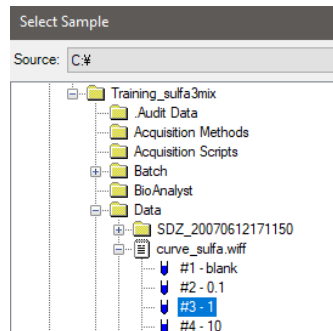 Select Sample
Source: C:¥
Training_sulfa3mix
.Audit Data
Acquisition Methods
Acquisition Scripts
Batch
BioAnalyst
Data
SDZ_20070612171150
curve_sulfa.wiff
#1 - blank
#2 - 0.1
#3 - 1
#4 - 10